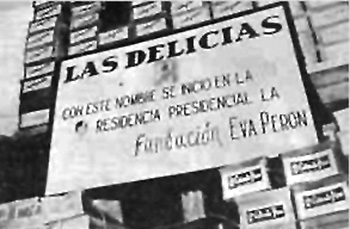 LAS DELICIAS
CON ESTE NOMBRE SE INICIO EN LA
RESIDENCIA PRESIDENCIAL LA
Fundación EVA PERON